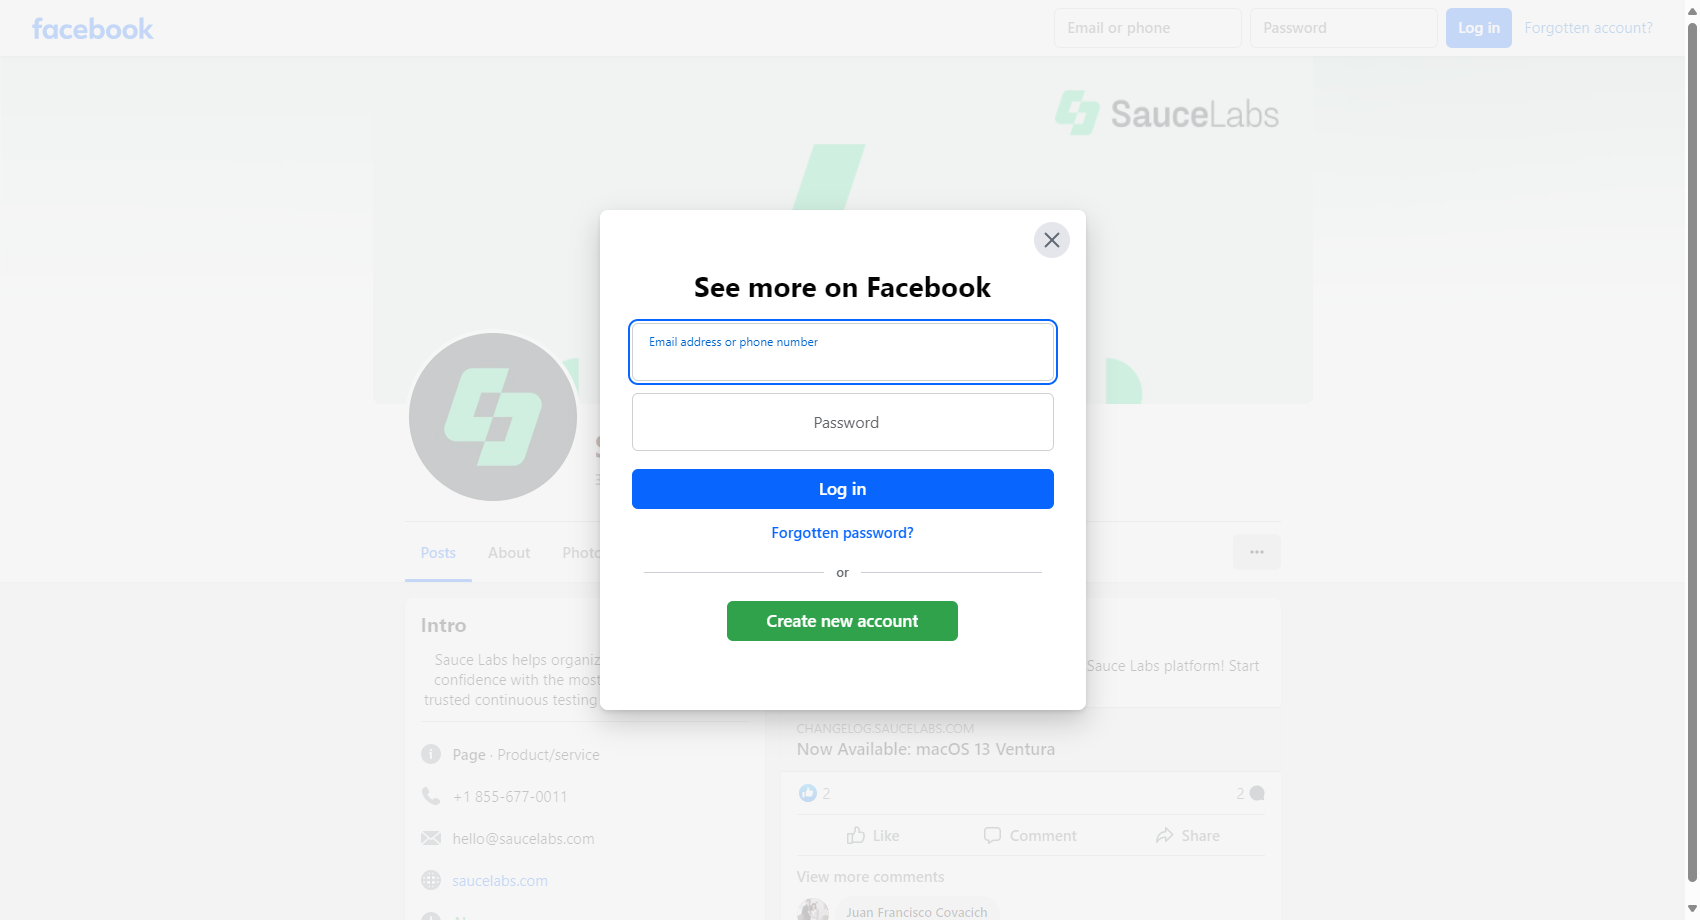 facebook
Email or phone
Password
Log in
Forgotten account?
SauceLabs
See more on Facebook
Email address or phone number
Password
Log in
Forgotten password?
or
Create new account
Posts
About
Intro
Sauce Labs helps
confidence with the most
trusted continuous testing
Page · Product/service
+1 855-677-0011
hello@saucelabs.com
saucelabs.com
Sauce Labs platform! Start
CHANGELOG.SAUCELABS.COM
Now Available: macOS 13 Ventura
2
2
Like
Comment
Share
View more comments
Juan Francisco Covacich